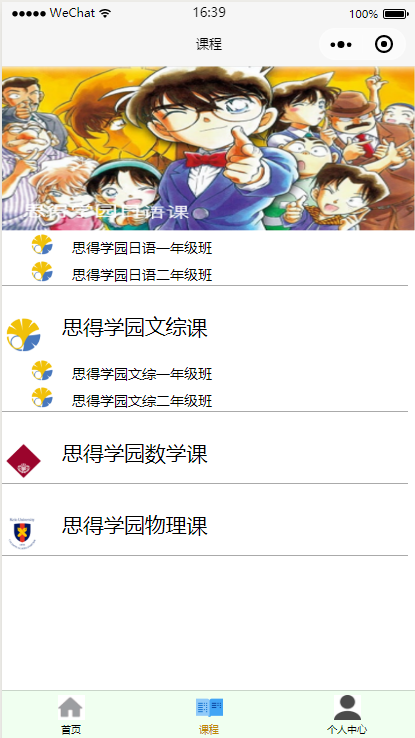 WeChat
16:39
100%
课程
思得学园日语课
思得学园日语一年级班
思得学园日语二年级班
思得学园文综课
思得学园文综一年级班
思得学园文综二年级班
思得学园数学课
思得学园物理课
首页
课程
个人中心